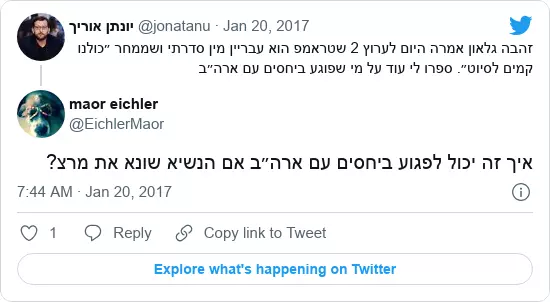 יונתן אוריך @jonatanu · Jan 20, 2017
זהבה גלאון אמרה היום לערוץ 2 שטראמפ הוא עבריין מין סדרתי ושממחר ״כולנו
קמים לסיוט״. ספרו לי עוד על מי שפוגע ביחסים עם ארה״ב
maor eichler
@EichlerMaor
איך זה יכול לפגוע ביחסים עם ארה״ב אם הנשיא שונא את מרצ?
7:44 AM · Jan 20, 2017
1 Reply Copy link to Tweet
Explore what's happening on Twitter